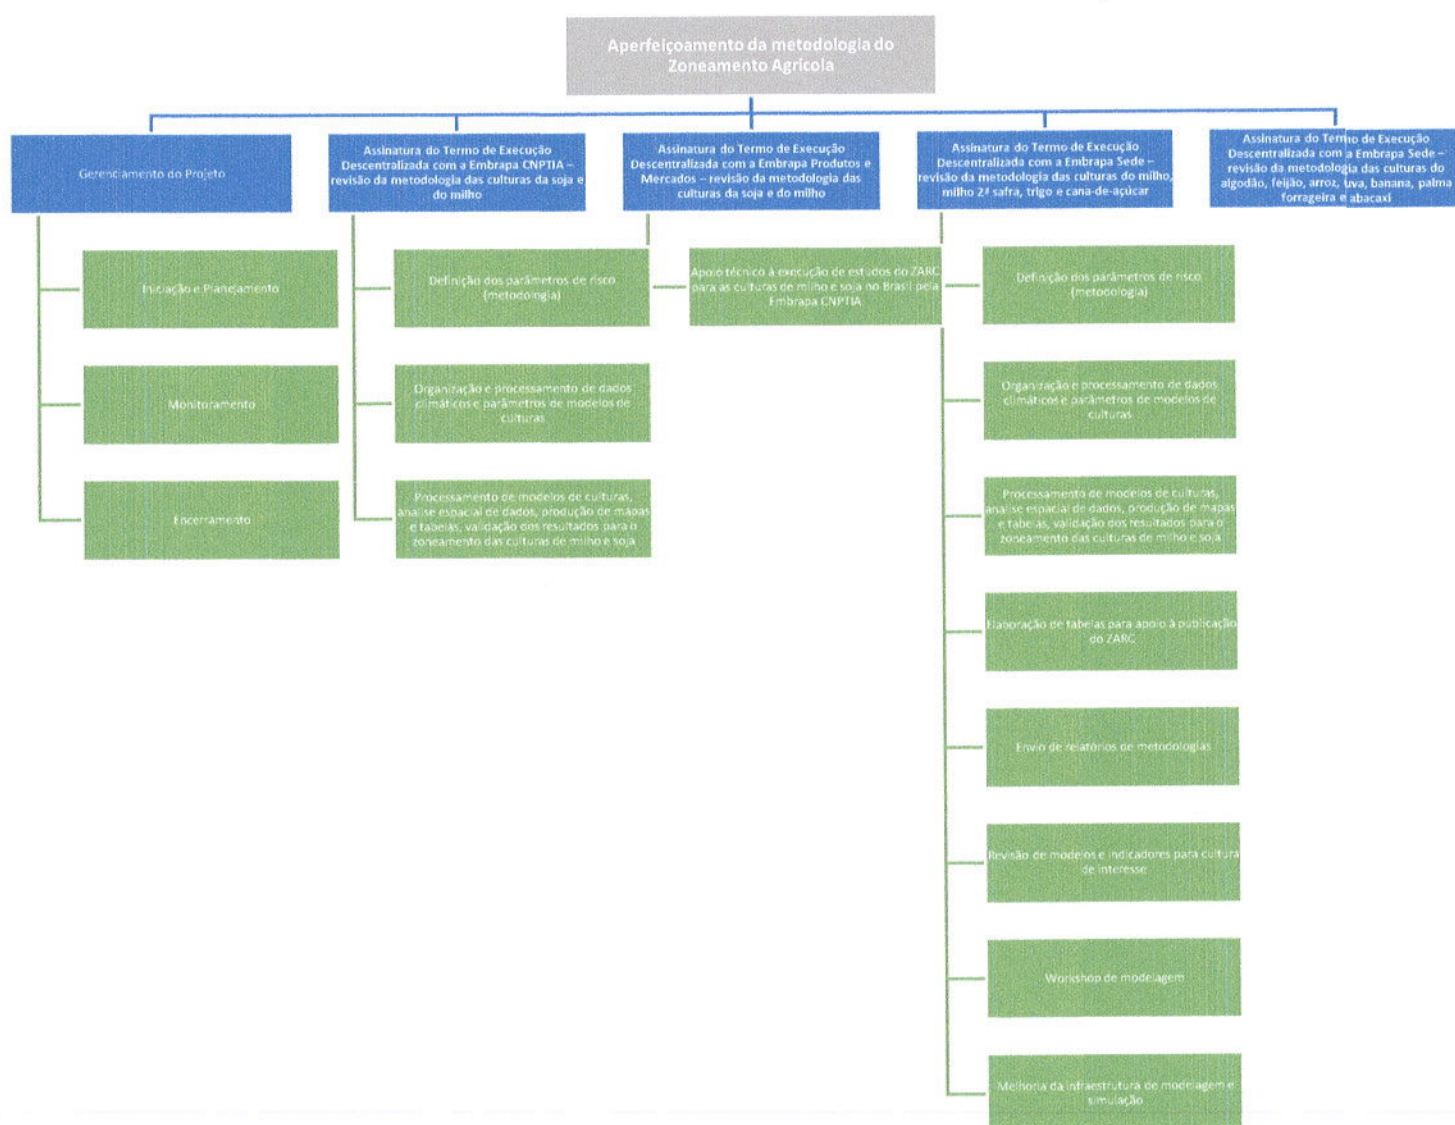 Aperfeiçoamento da metodologia do
Zoneamento Agrícola
Gerenciamento do Projeto
Assinatura do Termo de Execução
Descentralizada com a Embrapa CNPTIA –
revisão da metodologia das culturas da soja e
do milho
Assinatura do Termo de Execução
Descentralizada com a Embrapa Produtos e
Mercados – revisão da metodologia das
culturas da soja e do milho
Assinatura do Termo de Execução
Descentralizada com a Embrapa Sede –
revisão da metodologia das culturas do milho,
milho 2ª safra, trigo e cana-de-açúcar
Assinatura do Termo de Execução
Descentralizada com a Embrapa Sede –
revisão da metodologia das culturas do
algodão, feijão, arroz, uva, banana, palma
forrageira e abacaxi
Iniciação e Planejamento
Monitoramento
Encerramento
Definição dos parâmetros de risco
(metodologia)
Organização e processamento de dados
climáticos e parâmetros de modelos de
culturas
Processamento de modelos de culturas,
analise espacial de dados, produção de mapas
e tabelas, validação dos resultados para o
zoneamento das culturas de milho e soja
Apoio técnico à execução de estudos do ZARC
para as culturas de milho e soja no Brasil pela
Embrapa CNPTIA
Definição dos parâmetros de risco
(metodologia)
Organização e processamento de dados
climáticos e parâmetros de modelos de
culturas
Processamento de modelos de culturas,
analise espacial de dados, produção de mapas
e tabelas, validação dos resultados para o
zoneamento das culturas de milho e soja
Elaboração de tabelas para apoio à publicação
do ZARC
Envio de relatórios de metodologias
Revisão de modelos e indicadores para cultura
de interesse
Workshop de modelagem
Melhoria da infraestrutura de modelagem e
simulação